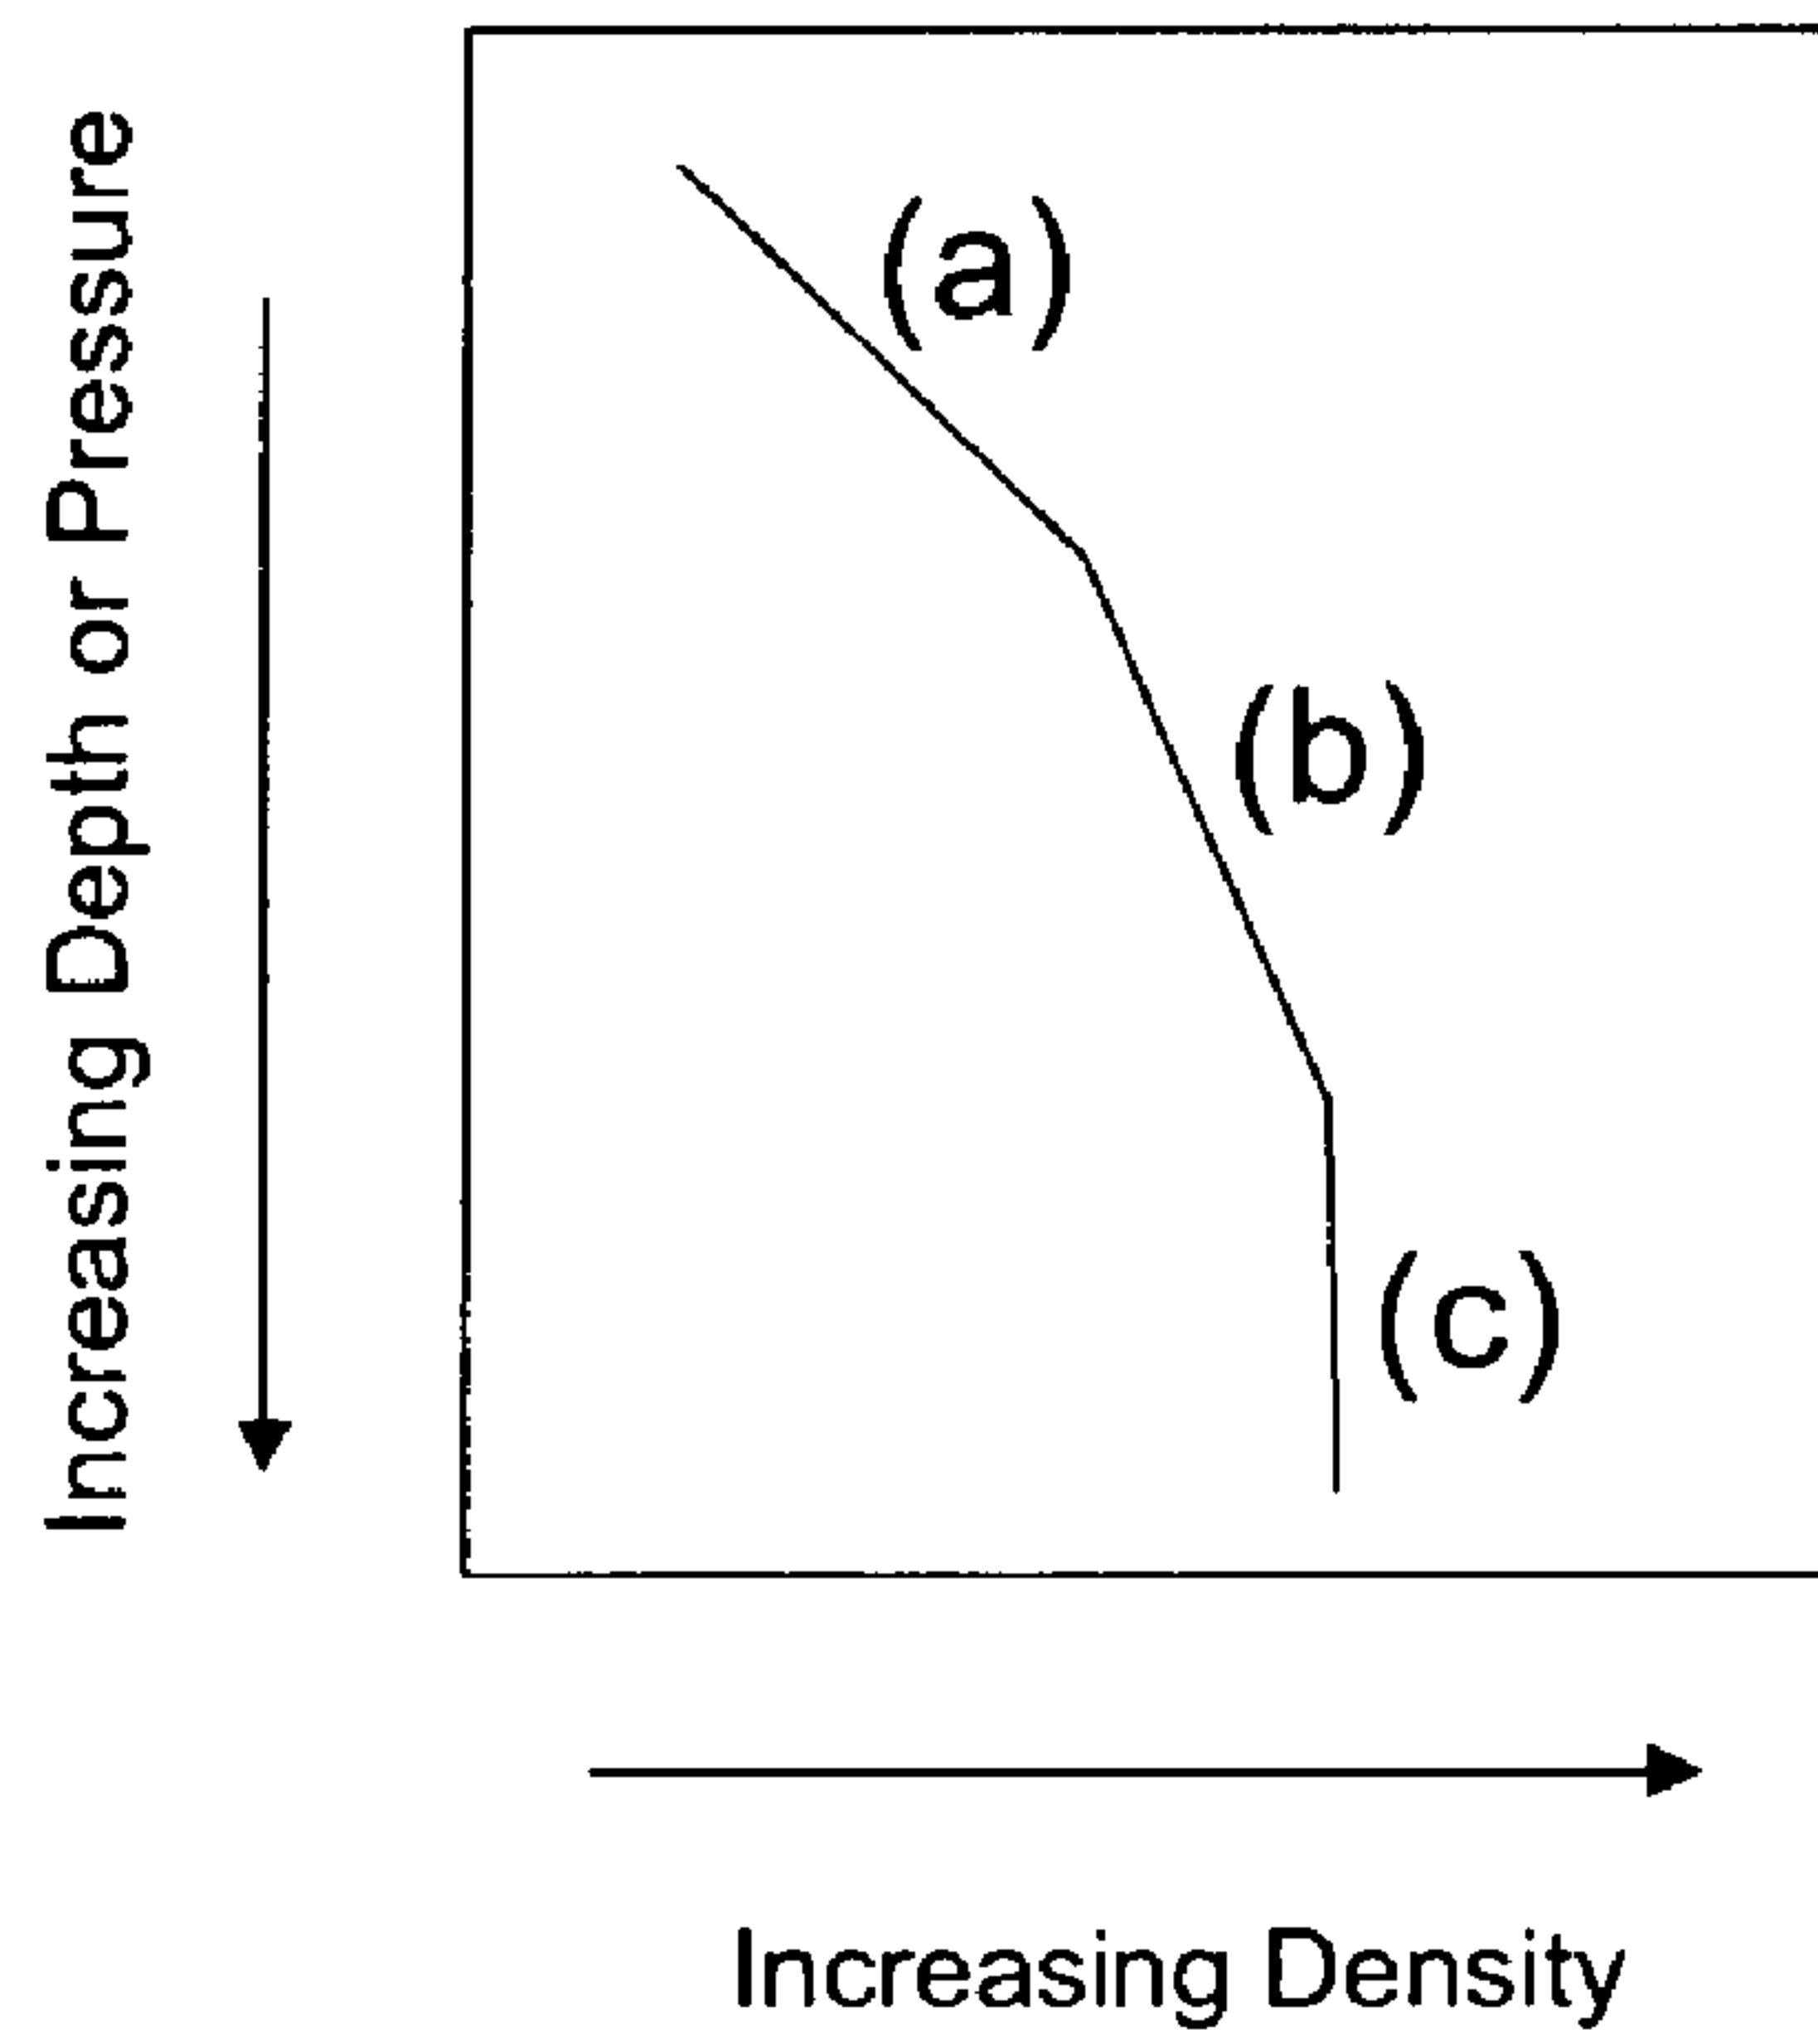 Increasing Depth or Pressure
(a)
(b)
(c)
Increasing Density